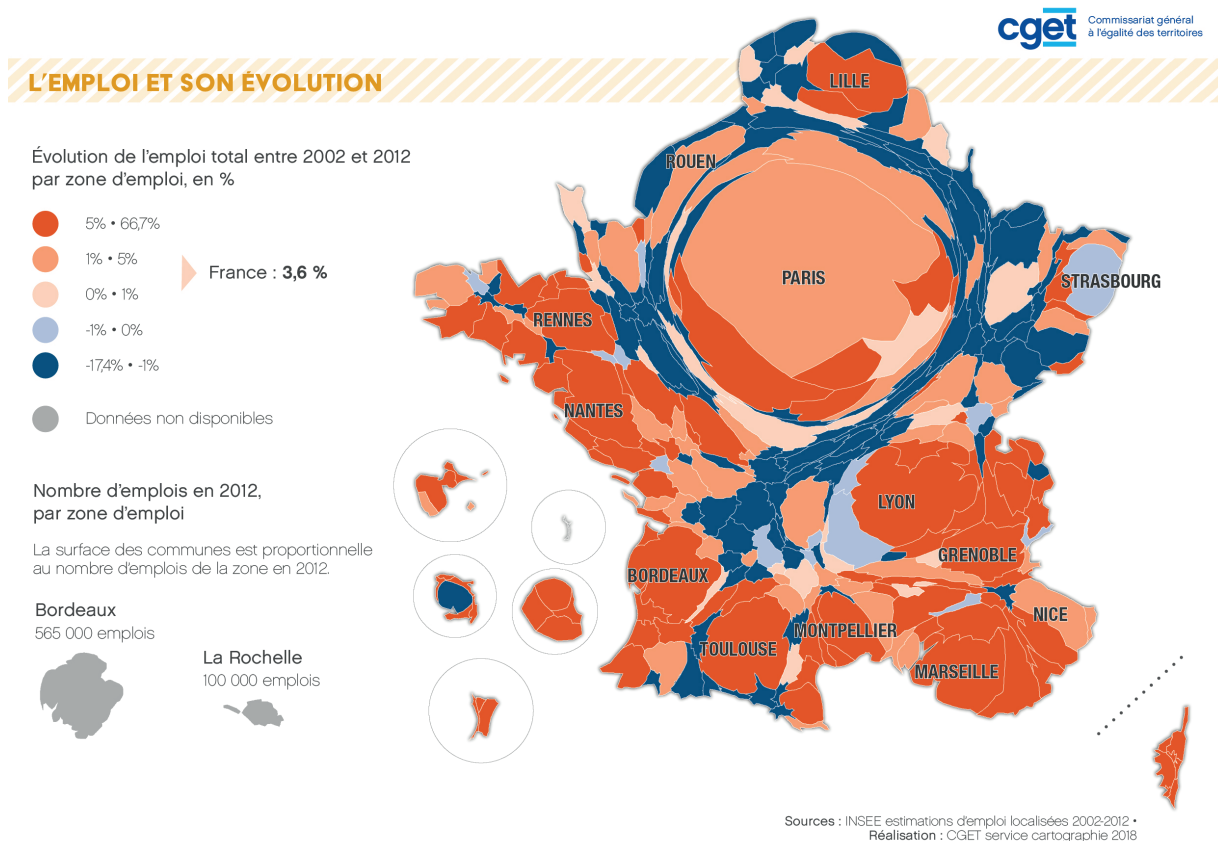 cget
Commissariat général
à l'égalité des territoires
L'EMPLOI ET SON ÉVOLUTION
Évolution de l'emploi total entre 2002 et 2012
par zone d'emploi, en %
5% • 66,7%
1% • 5%
0% • 1%
-1% • 0%
-17,4% • -1%
France : 3,6 %
Données non disponibles
Nombre d'emplois en 2012,
par zone d'emploi
La surface des communes est proportionnelle
au nombre d'emplois de la zone en 2012.
Bordeaux
565 000 emplois
La Rochelle
100 000 emplois
LILLE
ROUEN
PARIS
STRASBOURG
RENNES
NANTES
LYON
GRENOBLE
BORDEAUX
NICE
MONTPELLIER
TOULOUSE
MARSEILLE
Sources : INSEE estimations d'emploi localisées 2002-2012 •
Réalisation : CGET service cartographie 2018